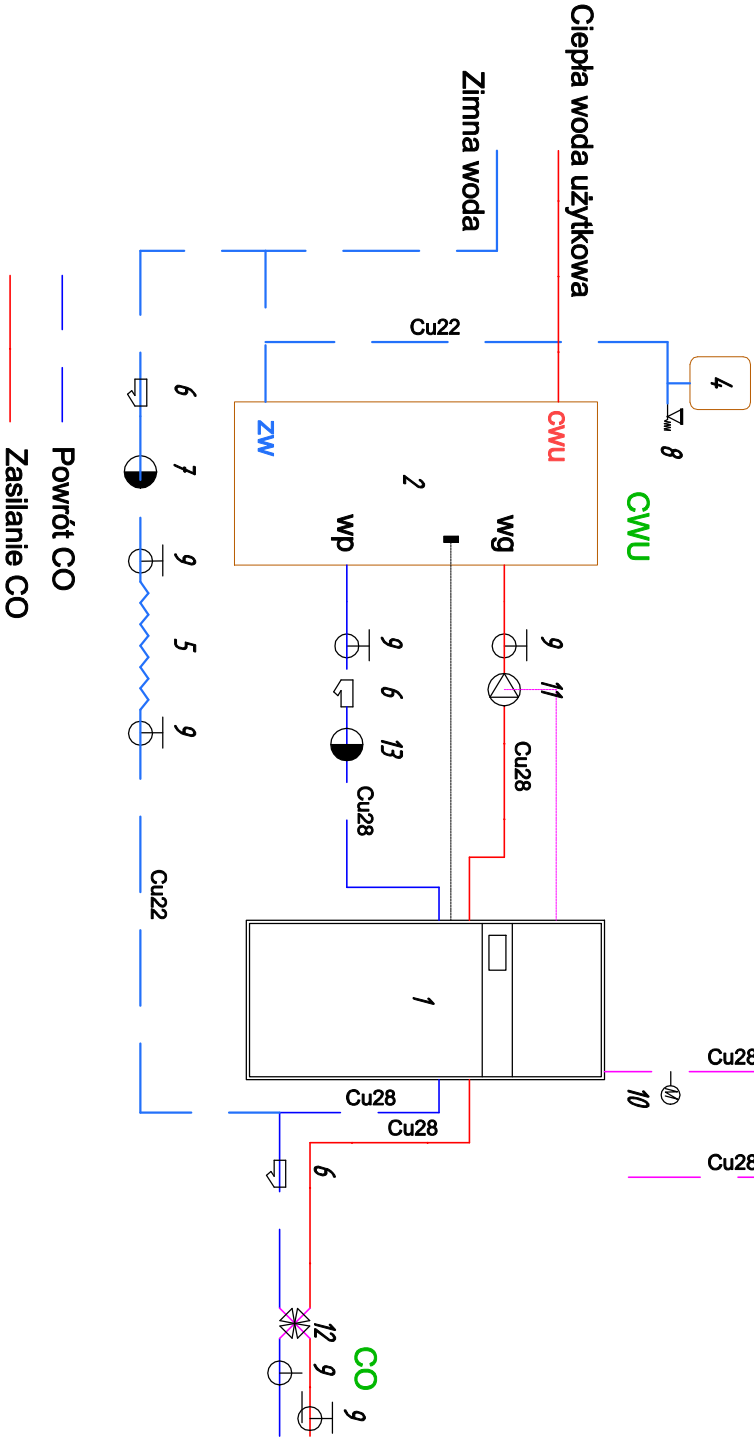 Ciepła woda użytkowa
Zimna woda
Cu22
4
8
CWU
cwu
zw
2
wg
wp
6
7
9
5
9
9
6
13
9
11
Cu28
Cu28
Cu22
1
Cu28
10
M
Cu28
Cu28
Cu28
6
12
9
9
CO
Powrót CO
Zasilanie CO